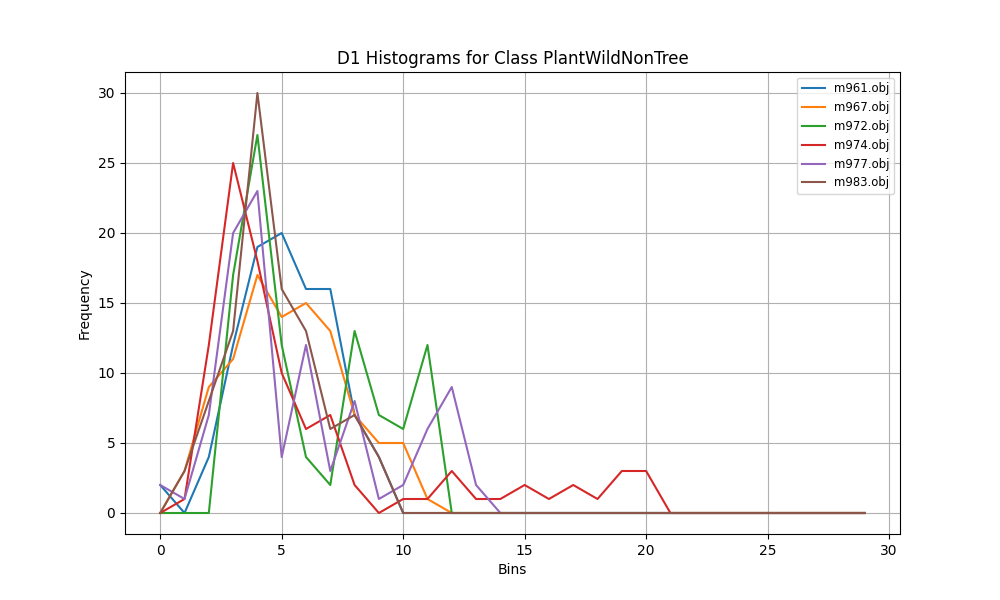 D1 Histograms for Class PlantWildNonTree
30
25
20
15
10
5
0
Frequency
m961.obj
m967.obj
m972.obj
m974.obj
m977.obj
m983.obj
0 5 10 15 20 25 30
Bins